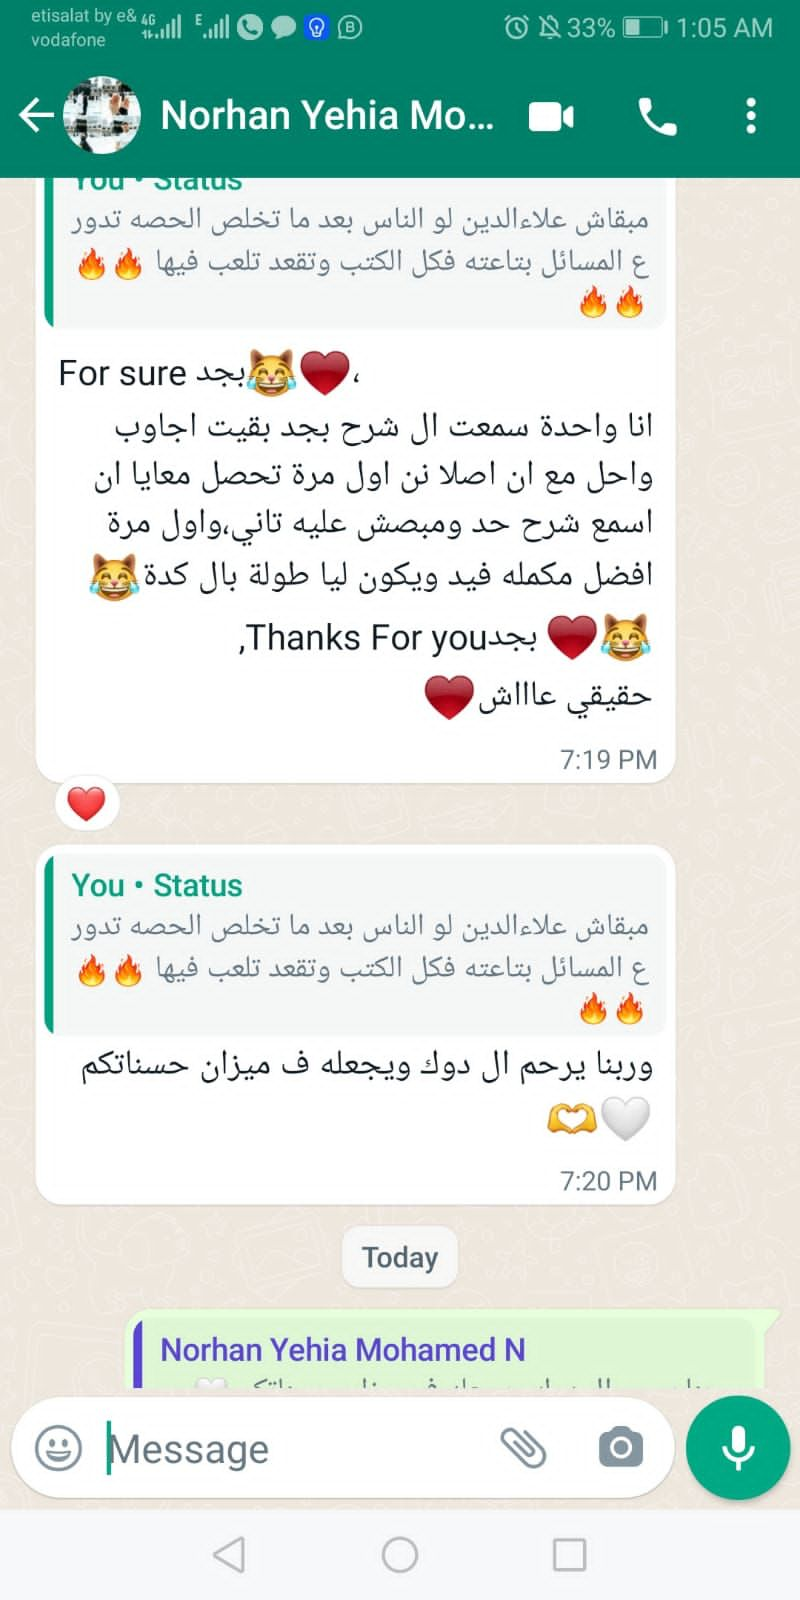 etisalat by e&
vodafone
4G
E
33%
1:05 AM
Norhan Yehia Mo...
You • Status
مبقاش علاءالدين لو الناس بعد ما تخلص الحصه تدور
ع المسائل بتاعته فكل الكتب وتقعد تلعب فيها 🔥🔥
🔥🔥
For sure بجد😹❤،
انا واحدة سمعت ال شرح بجد بقيت اجاوب
واحل مع ان اصلا نن اول مرة تحصل معايا ان
اسمع شرح حد ومبصش عليه تاني،واول مرة
افضل مكمله فيد ويكون ليا طولة بال كدة😹
😹❤ بجدThanks For you,
حقيقي عاااش❤
7:19 PM
❤
You • Status
مبقاش علاءالدين لو الناس بعد ما تخلص الحصه تدور
ع المسائل بتاعته فكل الكتب وتقعد تلعب فيها 🔥🔥
🔥🔥
وربنا يرحم ال دوك ويجعله ف ميزان حسناتكم
🤍🫶
7:20 PM
Today
Norhan Yehia Mohamed N
Message